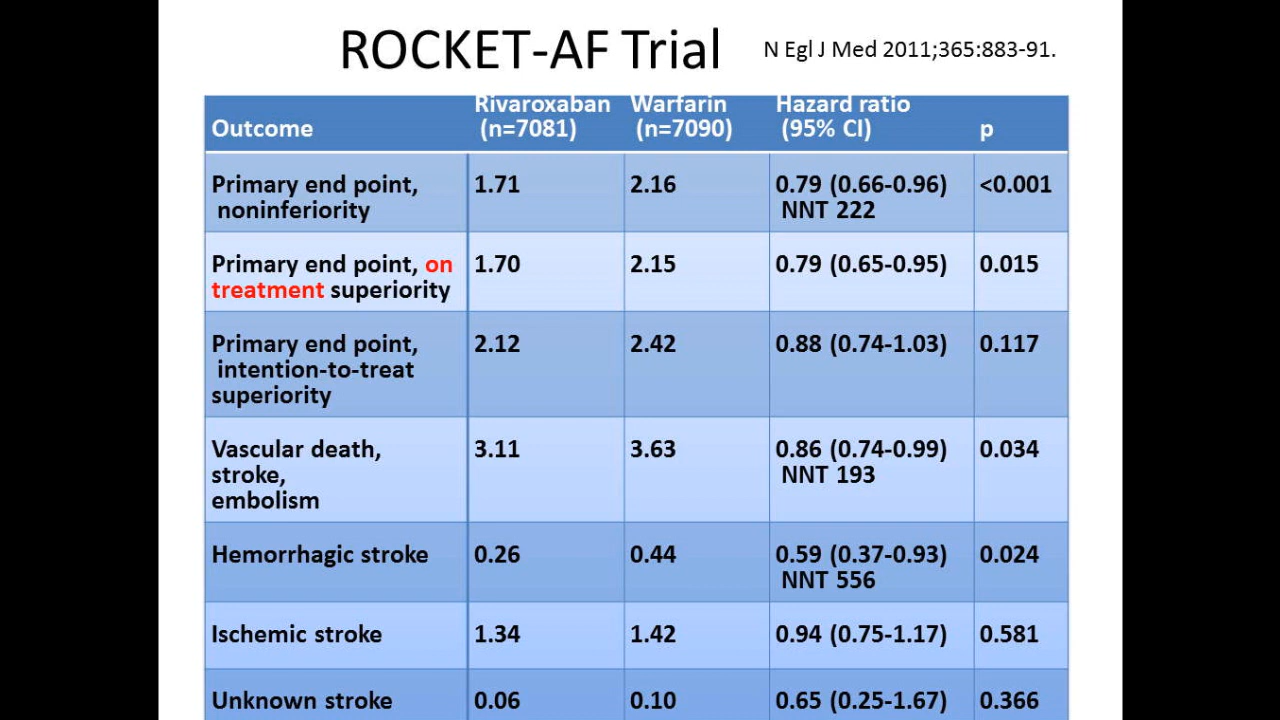 ROCKET-AF Trial
N Egl J Med 2011;365:883-91.
Outcome
Rivaroxaban (n=7081)
Warfarin (n=7090)
Hazard ratio (95% CI)
p
Primary end point, 1.71 2.16 0.79 (0.66-0.96) <0.001
noninferiority NNT 222
Primary end point, on 1.70 2.15 0.79 (0.65-0.95) 0.015
treatment superiority
Primary end point, 2.12 2.42 0.88 (0.74-1.03) 0.117
intention-to-treat
superiority
Vascular death, 3.11 3.63 0.86 (0.74-0.99) 0.034
stroke, NNT 193
embolism
Hemorrhagic stroke 0.26 0.44 0.59 (0.37-0.93) 0.024
NNT 556
Ischemic stroke 1.34 1.42 0.94 (0.75-1.17) 0.581
Unknown stroke 0.06 0.10 0.65 (0.25-1.67) 0.366